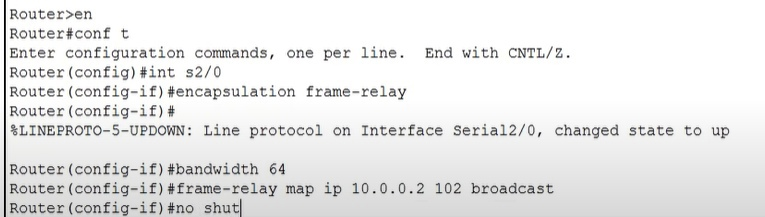 Router>en
Router#conf t
Enter configuration commands, one per line.  End with CNTL/Z.
Router(config)#int s2/0
Router(config-if)#encapsulation frame-relay
Router(config-if)#
%LINEPROTO-5-UPDOWN: Line protocol on Interface Serial2/0, changed state to up
Router(config-if)#bandwidth 64
Router(config-if)#frame-relay map ip 10.0.0.2 102 broadcast
Router(config-if)#no shut